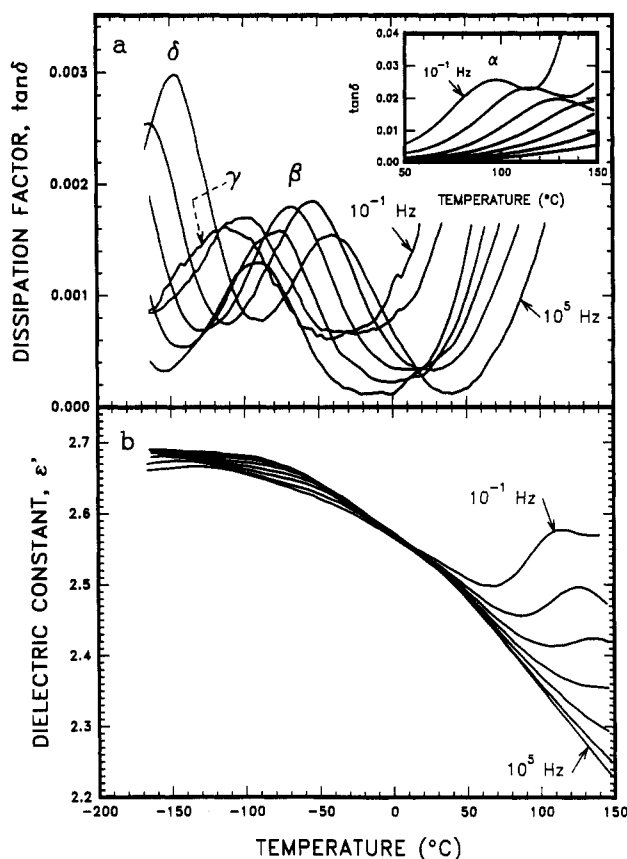 a
δ
γ
β
10⁻¹ Hz
10⁵ Hz
DISSIPATION FACTOR, tanδ
0.003
0.002
0.001
0.000
α
10⁻¹ Hz
tanδ
0.04
0.03
0.02
0.01
0.00
50 100 150
TEMPERATURE (°C)
b
10⁻¹ Hz
10⁵ Hz
DIELECTRIC CONSTANT, ε'
2.7
2.6
2.5
2.4
2.3
2.2
-200 -150 -100 -50 0 50 100 150
TEMPERATURE (°C)